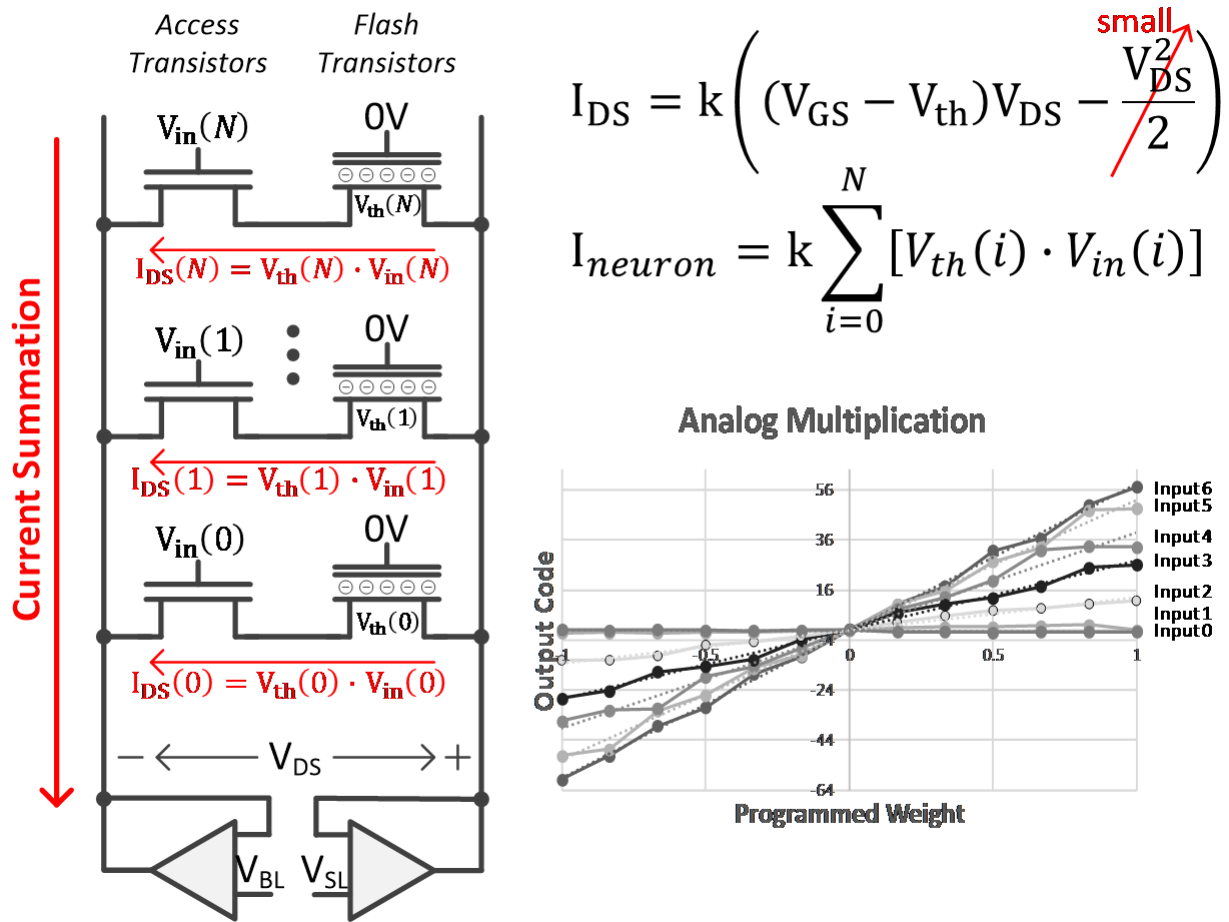 Access Transistors
Flash Transistors
V_in(N)
0V
V_th(N)
I_DS(N) = V_th(N) · V_in(N)
V_in(1)
0V
V_th(1)
I_DS(1) = V_th(1) · V_in(1)
V_in(0)
0V
V_th(0)
I_DS(0) = V_th(0) · V_in(0)
Current Summation
− V_DS +
V_BL
V_SL
small
I_DS = k((V_GS − V_th)V_DS − V_DS^2/2)
I_neuron = k ∑_{i=0}^{N} [V_th(i) · V_in(i)]
Analog Multiplication
Output Code
56
36
16
-4
-24
-44
-64
-1
-0.5
0
0.5
1
Programmed Weight
Input6
Input5
Input4
Input3
Input2
Input1
Input0